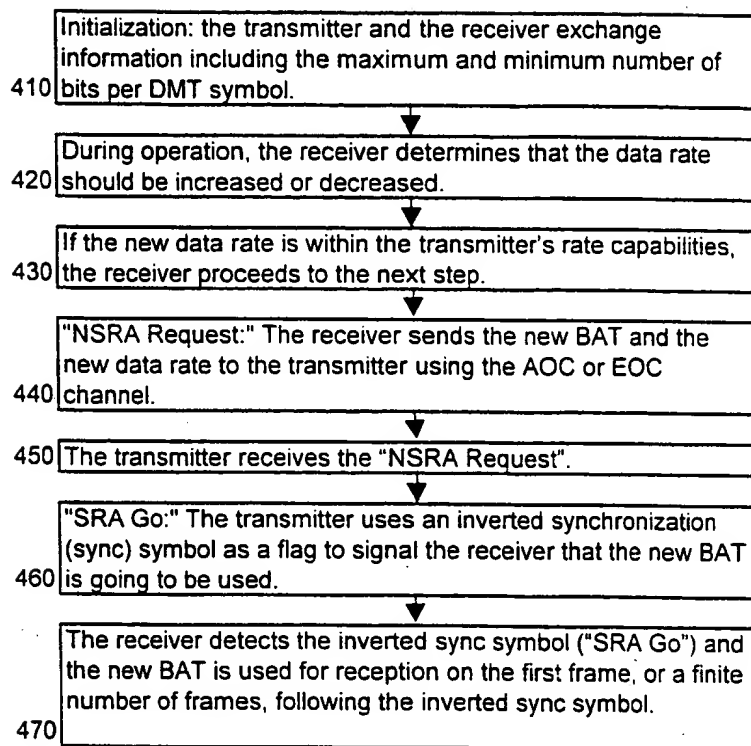 Initialization: the transmitter and the receiver exchange
information including the maximum and minimum number of
410 bits per DMT symbol.
During operation, the receiver determines that the data rate
420 should be increased or decreased.
If the new data rate is within the transmitter's rate capabilities,
430 the receiver proceeds to the next step.
"NSRA Request:" The receiver sends the new BAT and the
new data rate to the transmitter using the AOC or EOC
440 channel.
450 The transmitter receives the "NSRA Request".
"SRA Go:" The transmitter uses an inverted synchronization
(sync) symbol as a flag to signal the receiver that the new BAT
460 is going to be used.
The receiver detects the inverted sync symbol ("SRA Go") and
the new BAT is used for reception on the first frame, or a finite
number of frames, following the inverted sync symbol.
470